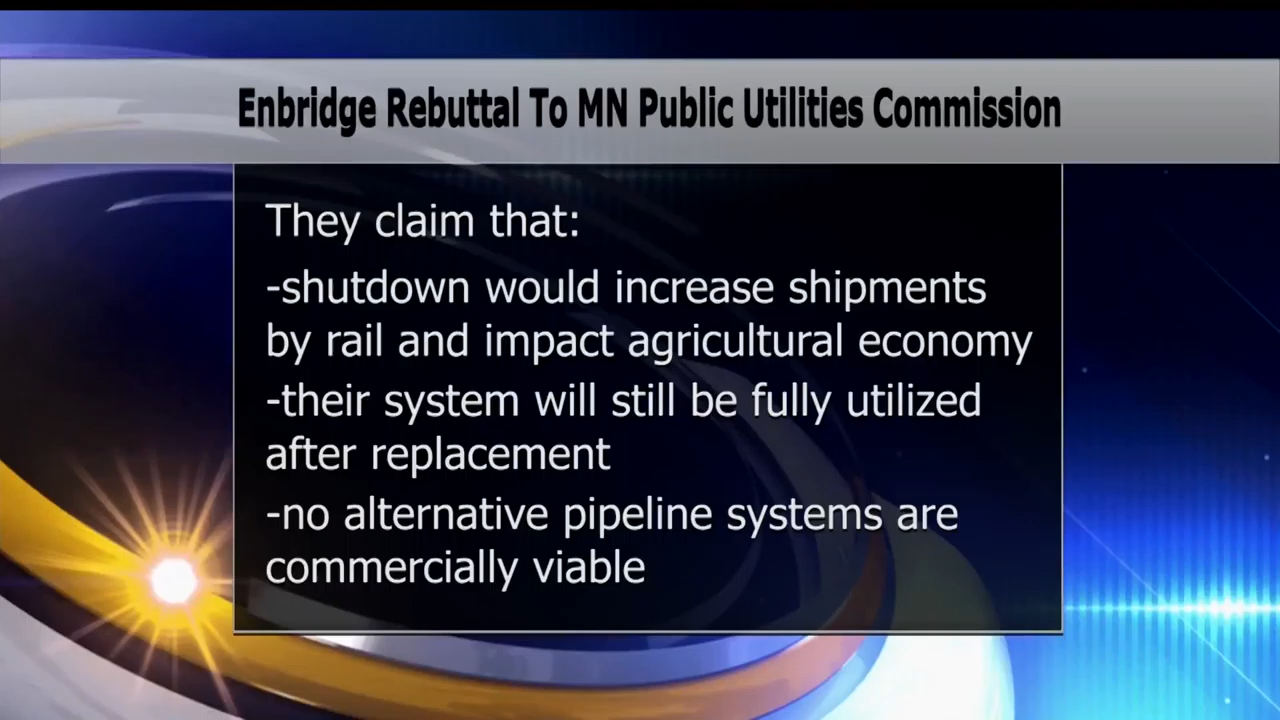 Enbridge Rebuttal To MN Public Utilities Commission
They claim that:
-shutdown would increase shipments
by rail and impact agricultural economy
-their system will still be fully utilized
after replacement
-no alternative pipeline systems are
commercially viable